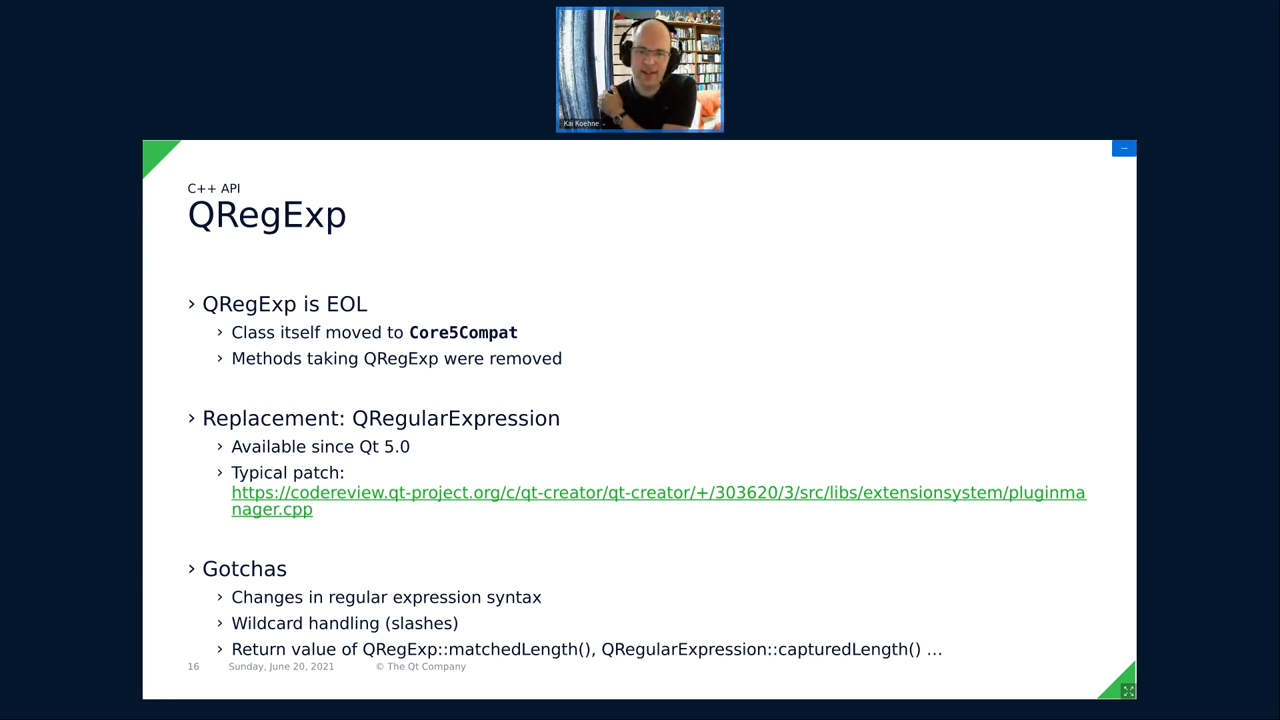 Kai Koehne -
C++ API
QRegExp
› QRegExp is EOL
› Class itself moved to Core5Compat
› Methods taking QRegExp were removed
› Replacement: QRegularExpression
› Available since Qt 5.0
› Typical patch:
https://codereview.qt-project.org/c/qt-creator/qt-creator/+/303620/3/src/libs/extensionsystem/pluginma
nager.cpp
› Gotchas
› Changes in regular expression syntax
› Wildcard handling (slashes)
› Return value of QRegExp::matchedLength(), QRegularExpression::capturedLength() …
16 Sunday, June 20, 2021 © The Qt Company